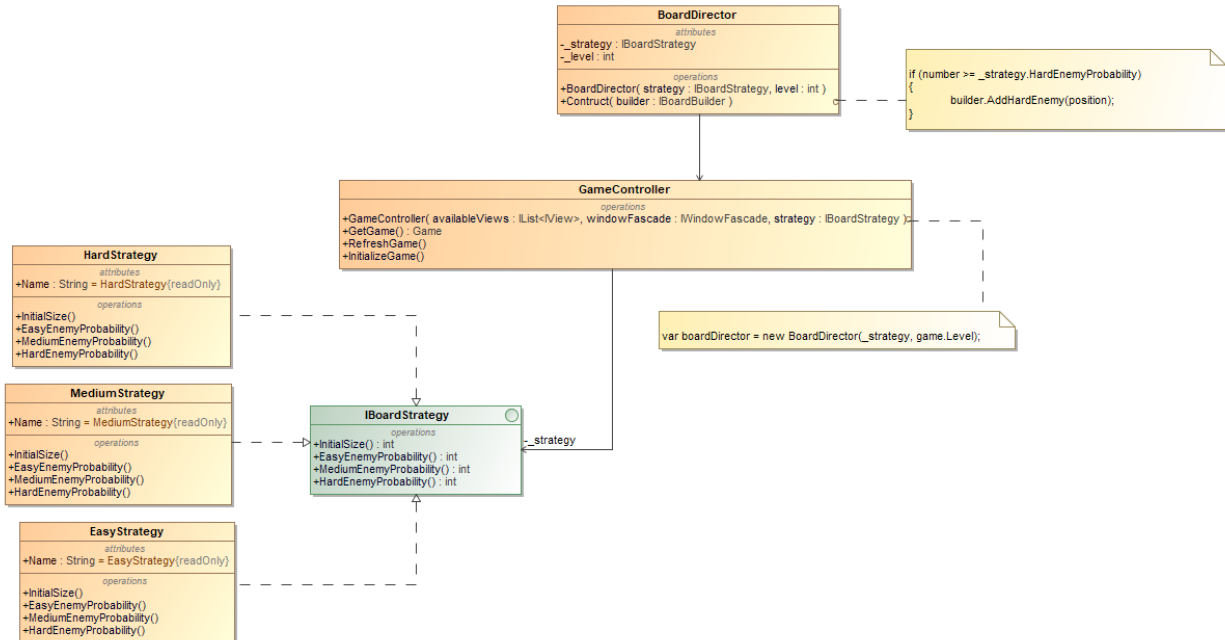 BoardDirector
attributes
-_strategy : IBoardStrategy
-_level : int
operations
+BoardDirector( strategy : IBoardStrategy, level : int )
+Contruct( builder : IBoardBuilder )
if (number >= _strategy.HardEnemyProbability)
{
builder.AddHardEnemy(position);
}
GameController
operations
+GameController( availableViews : IList<IView>, windowFascade : IWindowFascade, strategy : IBoardStrategy )
+GetGame() : Game
+RefreshGame()
+InitializeGame()
var boardDirector = new BoardDirector(_strategy, game.Level);
HardStrategy
attributes
+Name : String = HardStrategy{readOnly}
operations
+InitialSize()
+EasyEnemyProbability()
+MediumEnemyProbability()
+HardEnemyProbability()
MediumStrategy
attributes
+Name : String = MediumStrategy{readOnly}
operations
+InitialSize()
+EasyEnemyProbability()
+MediumEnemyProbability()
+HardEnemyProbability()
IBoardStrategy
operations
+InitialSize() : int
+EasyEnemyProbability() : int
+MediumEnemyProbability() : int
+HardEnemyProbability() : int
-_strategy
EasyStrategy
attributes
+Name : String = EasyStrategy{readOnly}
operations
+InitialSize()
+EasyEnemyProbability()
+MediumEnemyProbability()
+HardEnemyProbability()